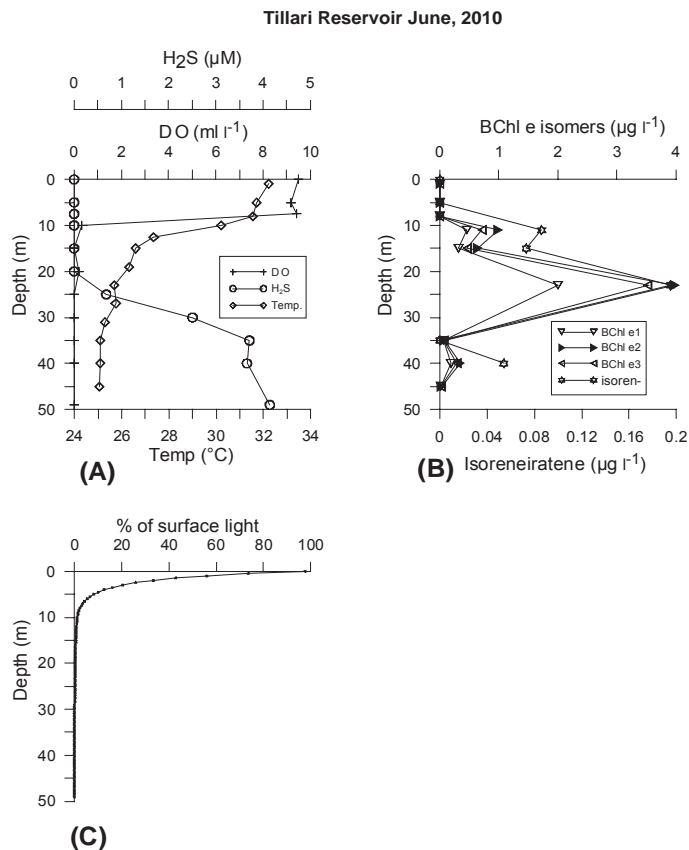 Tillari Reservoir June, 2010
H2S (µM)
0 1 2 3 4 5
DO (ml l-1)
0 2 4 6 8 10
0
10
20
30
40
50
Depth (m)
DO
H2S
Temp.
24 26 28 30 32 34
Temp (°C)
(A)
BChl e isomers (µg l-1)
0 1 2 3 4
0
10
20
30
40
50
Depth (m)
BChl e1
BChl e2
BChl e3
isoren-
0 0.04 0.08 0.12 0.16 0.2
Isoreneiratene (µg l-1)
(B)
% of surface light
0 20 40 60 80 100
0
10
20
30
40
50
Depth (m)
(C)